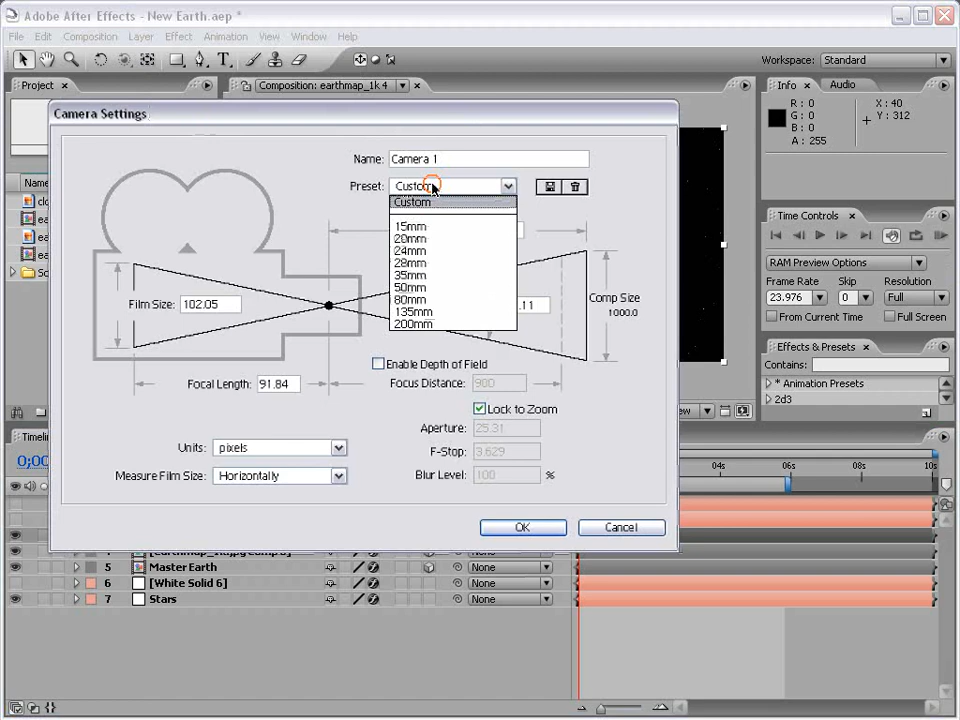 Adobe After Effects - New Earth.aep *
File Edit Composition Layer Effect Animation View Window Help
Workspace: Standard
Project × Composition: earthmap_1k 4 × Info × Audio
R: 0
G: 0
B: 0
A: 255
X: 40
Y: 312
Camera Settings
Name: Camera 1
Preset: Custom
Custom
15mm
20mm
24mm
28mm
35mm
50mm
80mm
135mm
200mm
Film Size: 102.05
.11
Comp Size
1000.0
Enable Depth of Field
Focal Length: 91.84
Focus Distance: 900
Lock to Zoom
Aperture: 25.31
Units: pixels
F-Stop: 3.629
Measure Film Size: Horizontally
Blur Level: 100 %
OK Cancel
Name
Time Controls ×
RAM Preview Options
Frame Rate Skip Resolution
23.976 0 Full
From Current Time Full Screen
Effects & Presets ×
Contains:
* Animation Presets
2d3
04s 06s 08s 10s
None
5 Master Earth None
6 [White Solid 6] None
7 Stars None